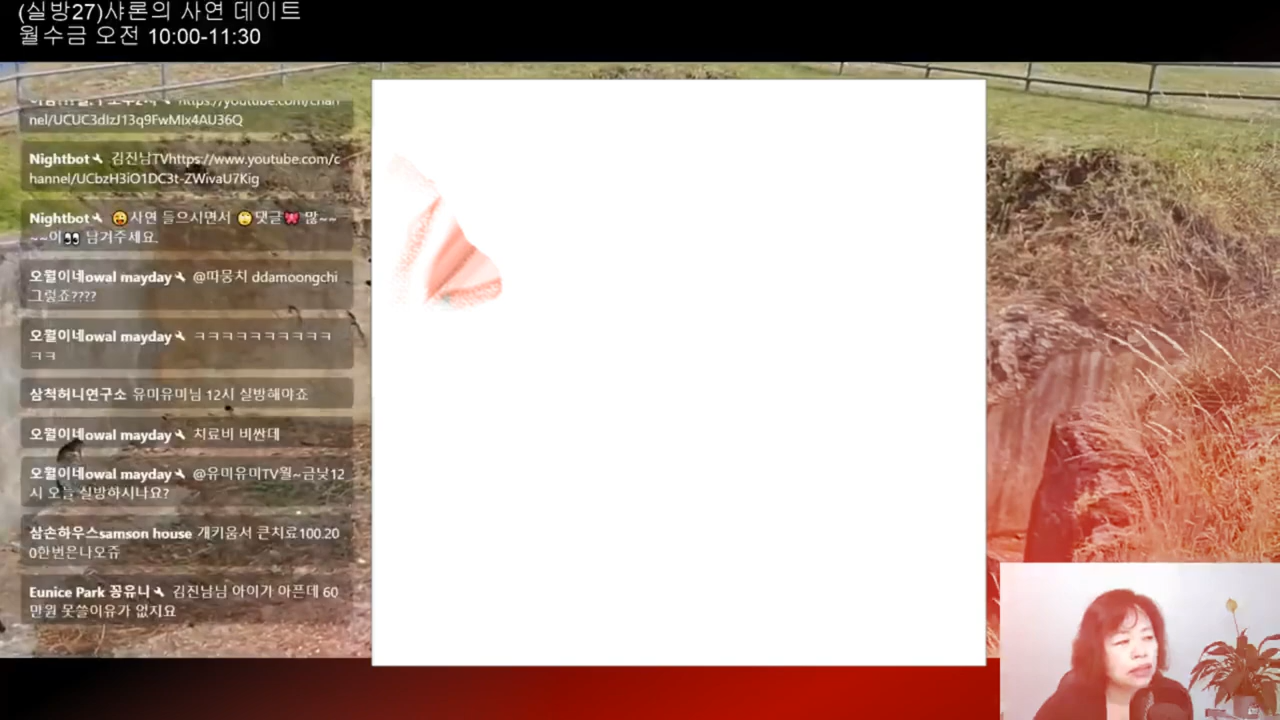 (실방27)샤론의 사연 데이트
월수금 오전 10:00-11:30
https://youtube.com/chan
nel/UCUC3dIzJ13q9FwMIx4AU36Q
Nightbot 김진남TVhttps://www.youtube.com/c
hannel/UCbzH3iO1DC3t-ZWivaU7Kig
Nightbot 😜사연 들으시면서 🙄댓글🎀 많~~
~~이👀 남겨주세요.
오월이네owal mayday @따뭉치 ddamoongchi
그렇죠????
오월이네owal mayday ㅋㅋㅋㅋㅋㅋㅋㅋㅋㅋ
ㅋㅋ
삼척허니연구소 유미유미님 12시 실방해야죠
오월이네owal mayday 치료비 비싼데
오월이네owal mayday @유미유미TV월~금낮12
시 오늘 실방하시나요?
삼손하우스samson house 개키움서 큰치료100.20
0한번은나오쥬
Eunice Park 꽁유니 김진남님 아이가 아픈데 60
만원 못쓸이유가 없지요